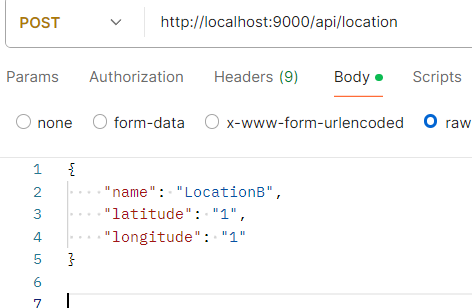 POST http://localhost:9000/api/location
Params Authorization Headers (9) Body Scripts
none form-data x-www-form-urlencoded raw
1 {
2 "name": "LocationB",
3 "latitude": "1",
4 "longitude": "1"
5 }
6
7